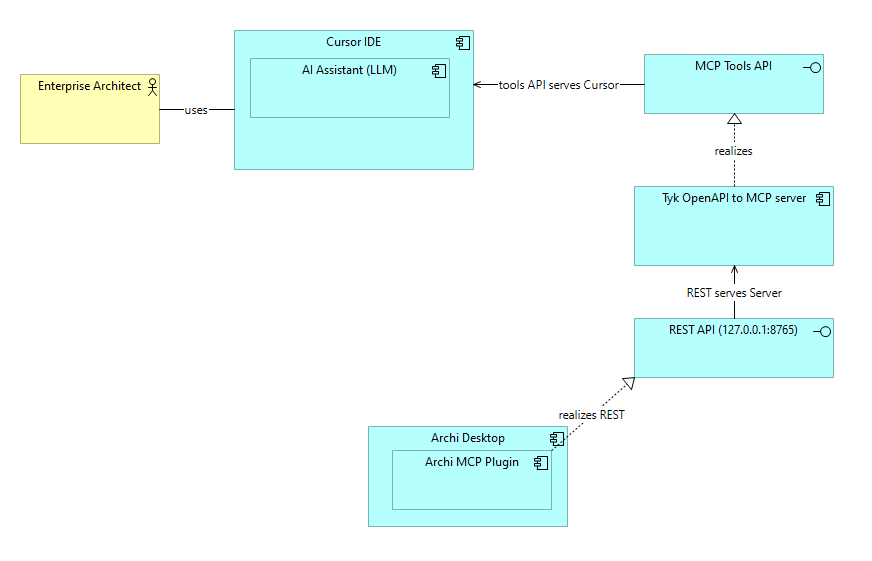 Cursor IDE
AI Assistant (LLM)
Enterprise Architect
uses
tools API serves Cursor
MCP Tools API
realizes
Tyk OpenAPI to MCP server
REST serves Server
REST API (127.0.0.1:8765)
realizes REST
Archi Desktop
Archi MCP Plugin